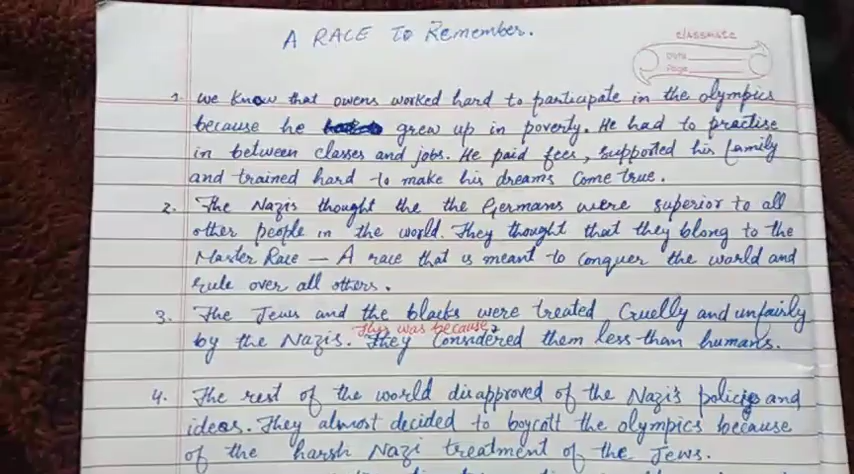 A RACE To Remember.
classmate
Date
Page
1. we know that owens worked hard to participate in the olympics
because he grew up in poverty. He had to practise
in between classes and jobs. He paid fees, supported his family
and trained hard to make his dreams come true.
2. The Nazis thought the the Germans were superior to all
other people in the world. They thought that they blong to the
Master Race – A race that is meant to conquer the world and
rule over all others.
3. The Jews and the blacks were treated Cruelly and unfairly
This was because
by the Nazis. They Considered them less than humans.
4. The rest of the world disapproved of the Nazi's policies and
ideas. They almost decided to boycott the olympics because
of the harsh Nazi treatment of the Jews.